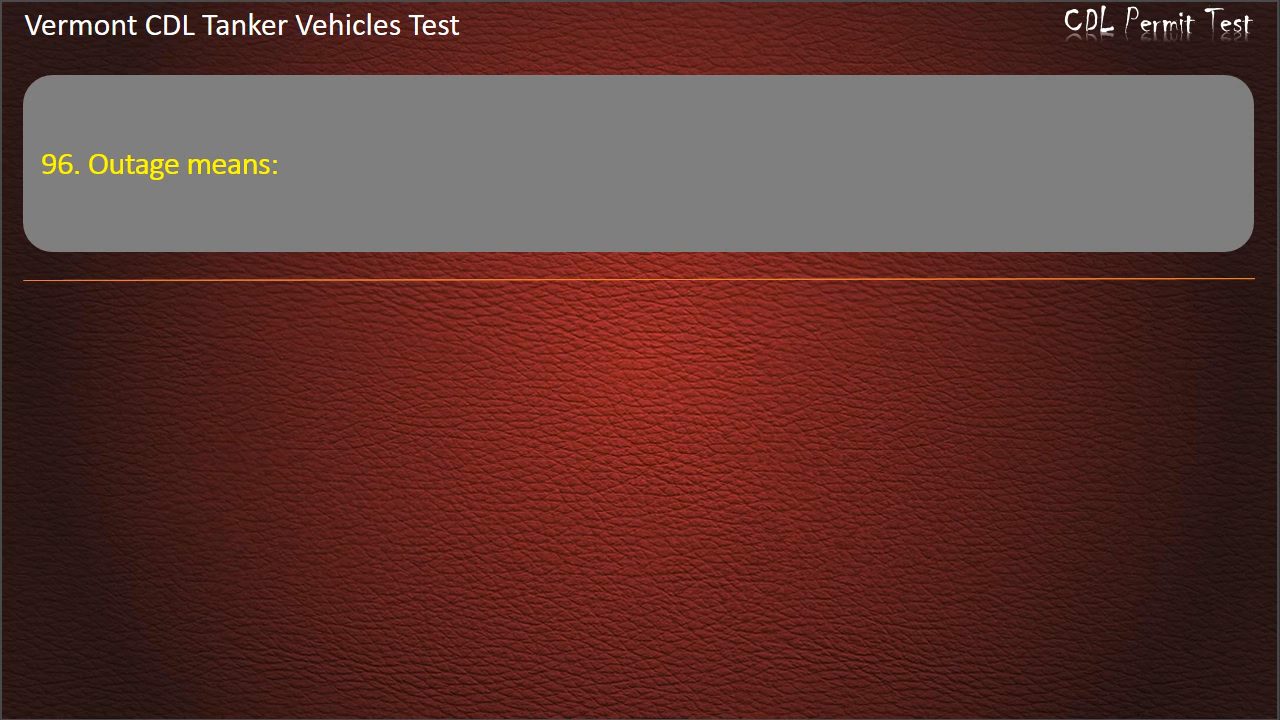 Vermont CDL Tanker Vehicles Test
CDL Permit Test
96. Outage means: